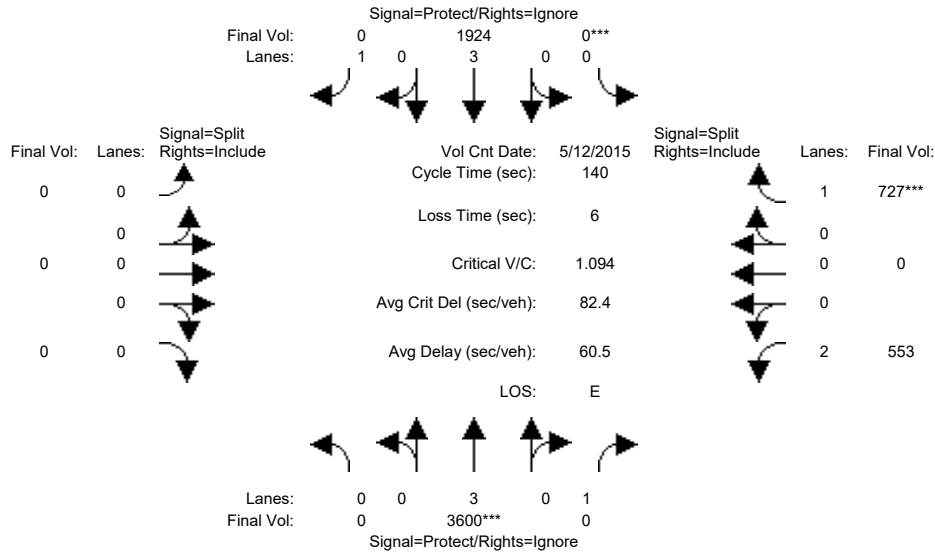 Signal=Protect/Rights=Ignore
Final Vol: 0 1924 0***
Lanes: 1 0 3 0 0
Signal=Split
Final Vol: Lanes: Rights=Include
Vol Cnt Date: 5/12/2015
Signal=Split
Rights=Include Lanes: Final Vol:
Cycle Time (sec): 140
0 0
1 727***
Loss Time (sec): 6
0
0
0 0
Critical V/C: 1.094
0 0
0
Avg Crit Del (sec/veh): 82.4
0
0 0
Avg Delay (sec/veh): 60.5
2 553
LOS: E
Lanes: 0 0 3 0 1
Final Vol: 0 3600*** 0
Signal=Protect/Rights=Ignore